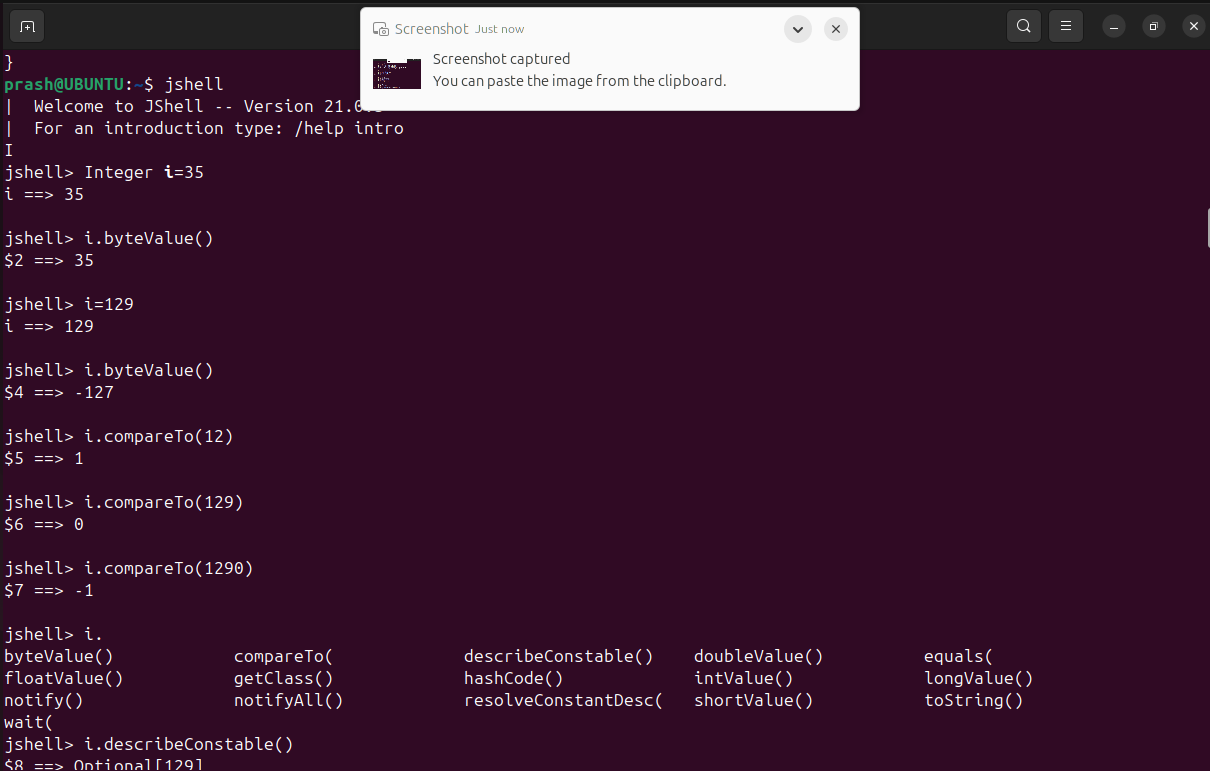 Screenshot Just now
Screenshot captured
You can paste the image from the clipboard.
}
prash@UBUNTU:~$ jshell
| Welcome to JShell -- Version
| For an introduction type: /help intro
I
jshell> Integer i=35
i ==> 35
jshell> i.byteValue()
$2 ==> 35
jshell> i=129
i ==> 129
jshell> i.byteValue()
$4 ==> -127
jshell> i.compareTo(12)
$5 ==> 1
jshell> i.compareTo(129)
$6 ==> 0
jshell> i.compareTo(1290)
$7 ==> -1
jshell> i.
byteValue() compareTo( describeConstable() doubleValue() equals(
floatValue() getClass() hashCode() intValue() longValue()
notify() notifyAll() resolveConstantDesc( shortValue() toString()
wait(
jshell> i.describeConstable()
$8 ==> Optional[129]